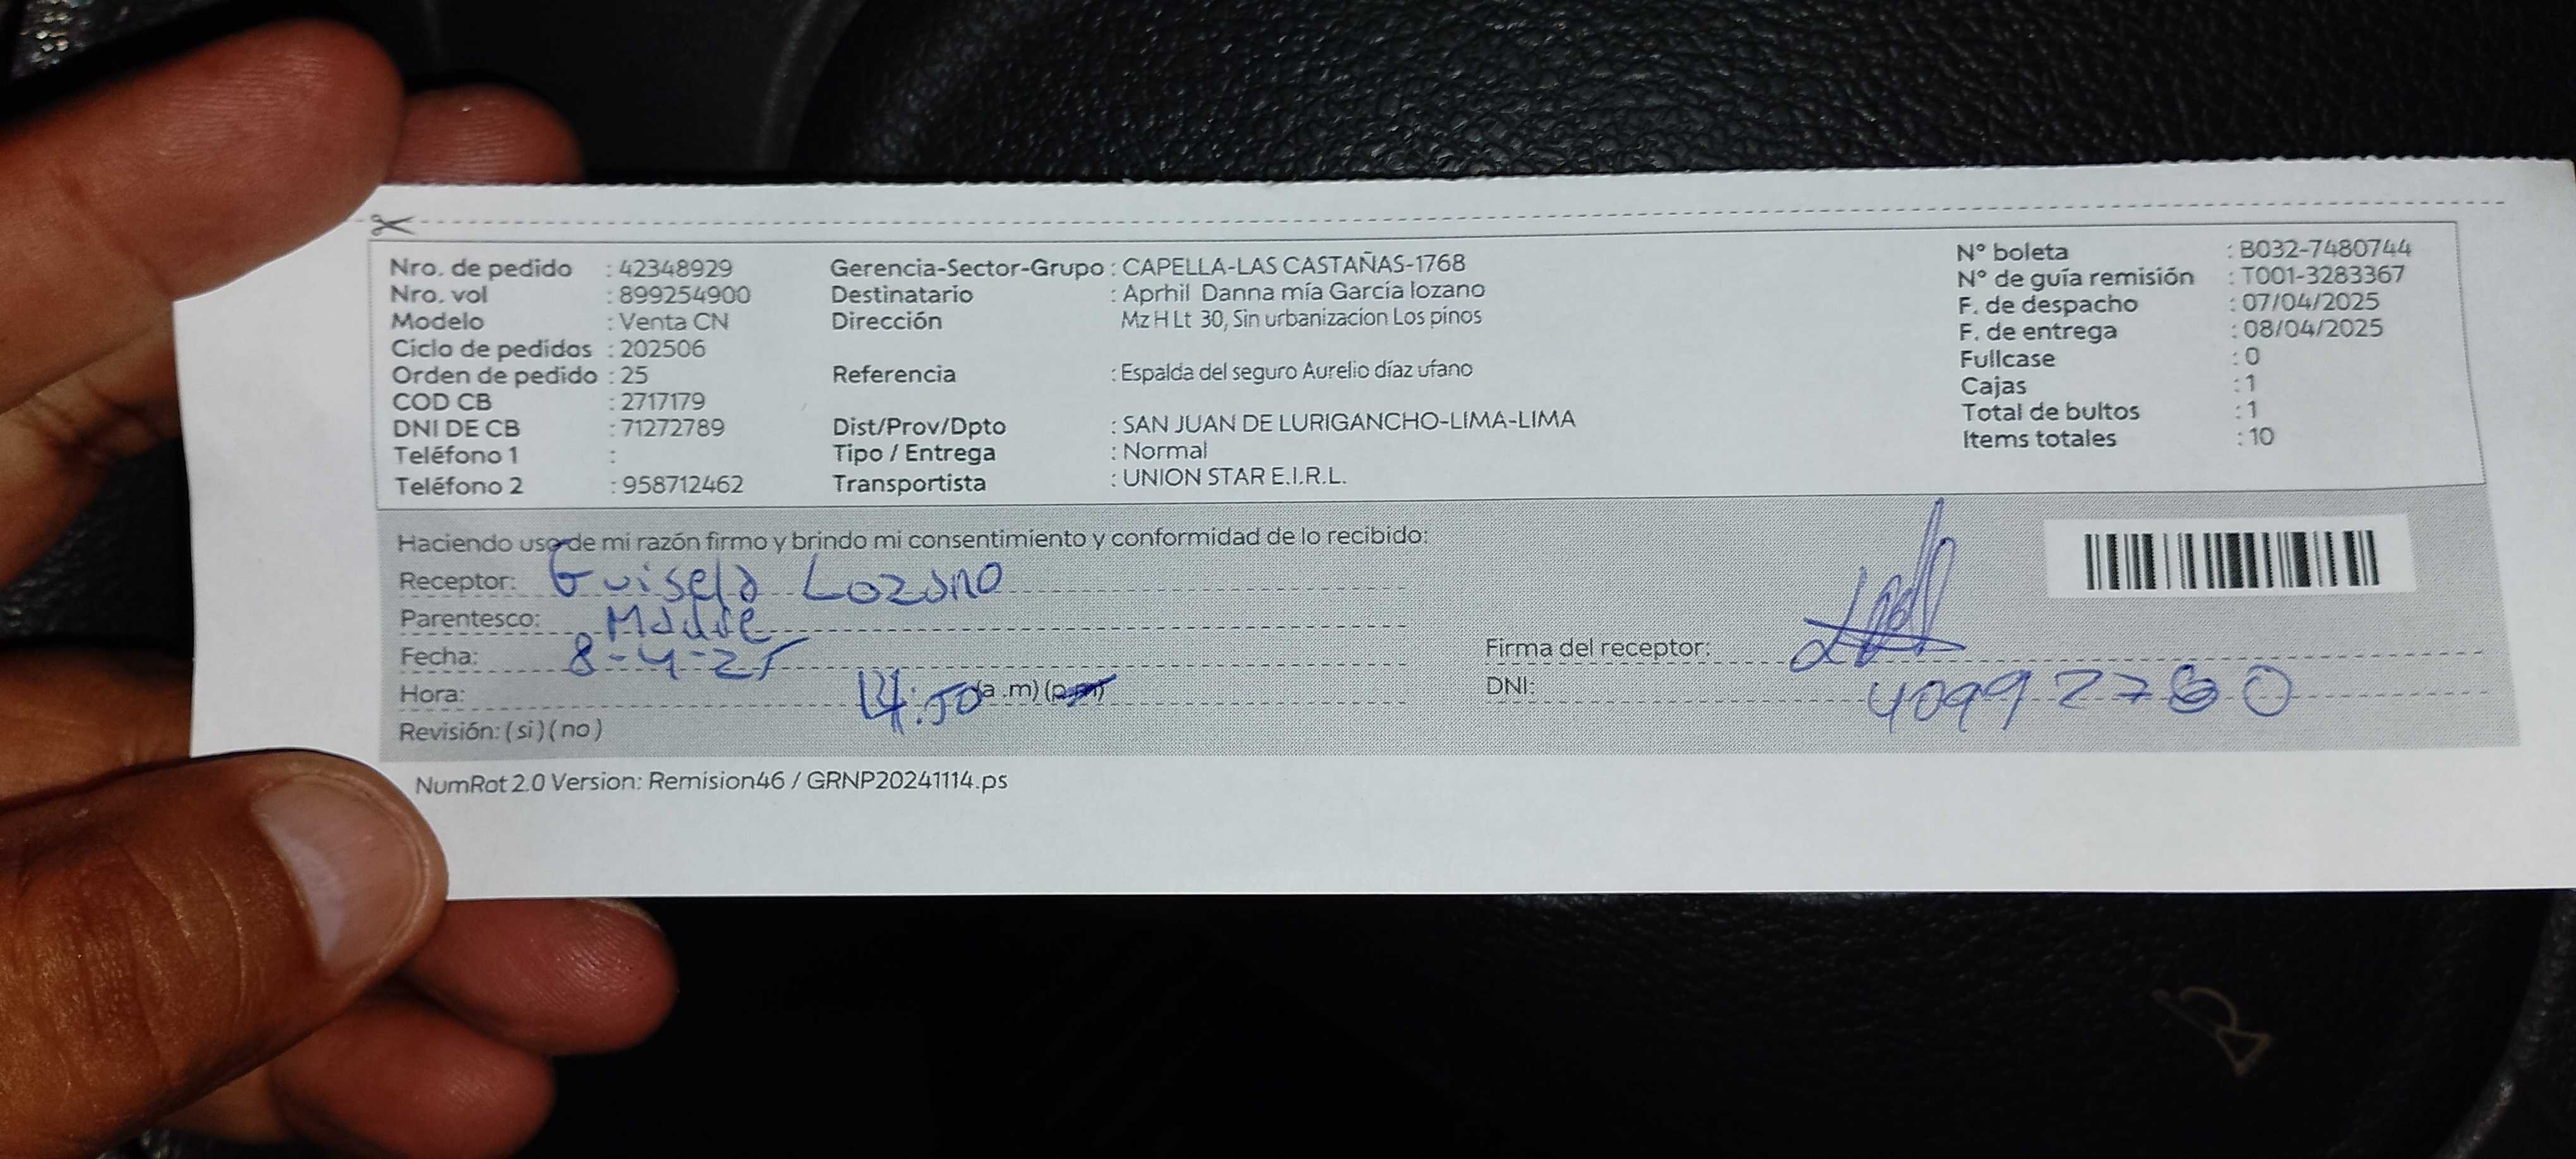 Nro. de pedido : 42348929
Nro. vol : 899254900
Modelo : Venta CN
Ciclo de pedidos : 202506
Orden de pedido : 25
COD CB : 2717179
DNI DE CB : 71272789
Teléfono 1 :
Teléfono 2 : 958712462
Gerencia-Sector-Grupo : CAPELLA-LAS CASTAÑAS-1768
Destinatario : Aprhil Danna mía García lozano
Dirección Mz H Lt 30, Sin urbanizacion Los pinos
Referencia : Espalda del seguro Aurelio díaz ufano
Dist/Prov/Dpto : SAN JUAN DE LURIGANCHO-LIMA-LIMA
Tipo / Entrega : Normal
Transportista : UNION STAR E.I.R.L.
N° boleta : B032-7480744
N° de guía remisión : T001-3283367
F. de despacho : 07/04/2025
F. de entrega : 08/04/2025
Fullcase : 0
Cajas : 1
Total de bultos : 1
Items totales : 10
Haciendo uso de mi razón firmo y brindo mi consentimiento y conformidad de lo recibido:
Receptor: Guisela Lozano
Parentesco: Madre
Fecha: 8-4-25
Hora: (a .m) (p.m)
Revisión: ( si ) ( no )
Firma del receptor:
DNI: 409927
NumRot 2.0 Version: Remision46 / GRNP20241114.ps